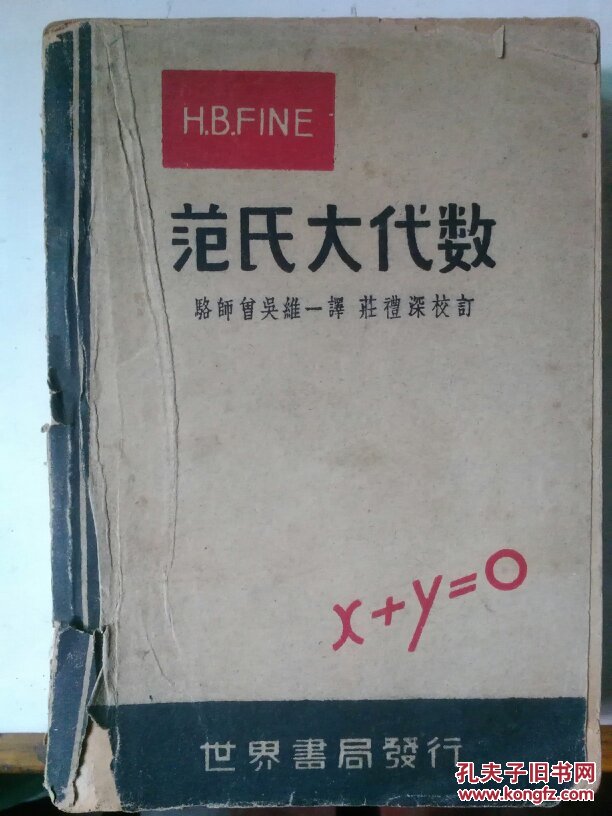 H.B.FINE
范氏大代数
駱師曾吳維一譯 莊禮深校訂
x+y=0
世界書局發行
孔夫子旧书网
www.kongfz.com